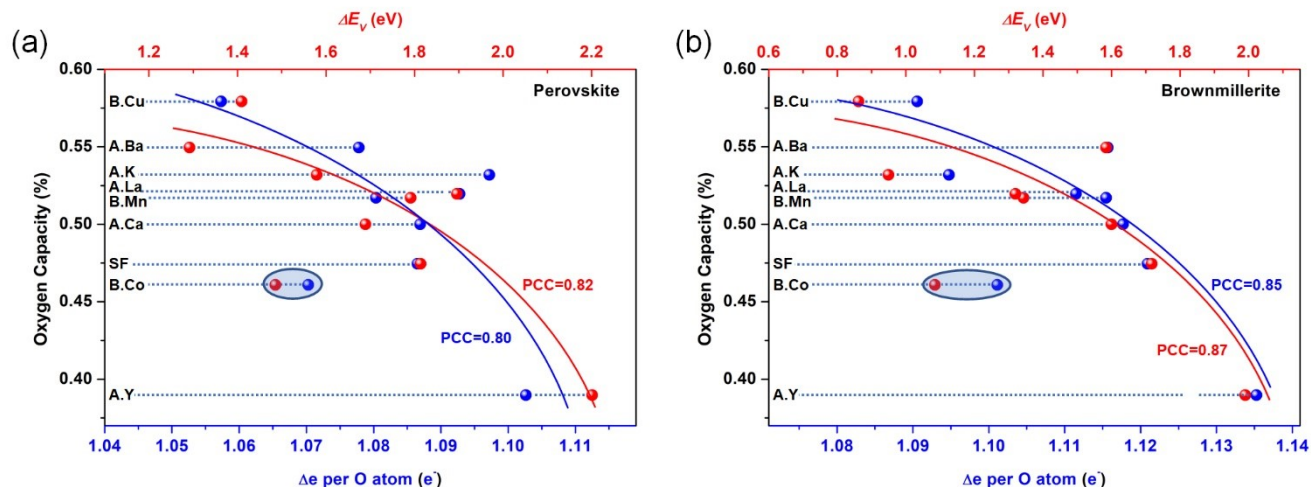 (a)
ΔE_V (eV)
1.2 1.4 1.6 1.8 2.0 2.2
Perovskite
Oxygen Capacity (%)
0.60
0.55
0.50
0.45
0.40
B.Cu
A.Ba
A.K
A.La
B.Mn
A.Ca
SF
B.Co
A.Y
PCC=0.82
PCC=0.80
1.04 1.05 1.06 1.07 1.08 1.09 1.10 1.11
Δe per O atom (e⁻)
(b)
ΔE_V (eV)
0.6 0.8 1.0 1.2 1.4 1.6 1.8 2.0
Brownmillerite
Oxygen Capacity (%)
0.60
0.55
0.50
0.45
0.40
B.Cu
A.Ba
A.K
A.La
B.Mn
A.Ca
SF
B.Co
A.Y
PCC=0.85
PCC=0.87
1.08 1.09 1.10 1.11 1.12 1.13 1.14
Δe per O atom (e⁻)